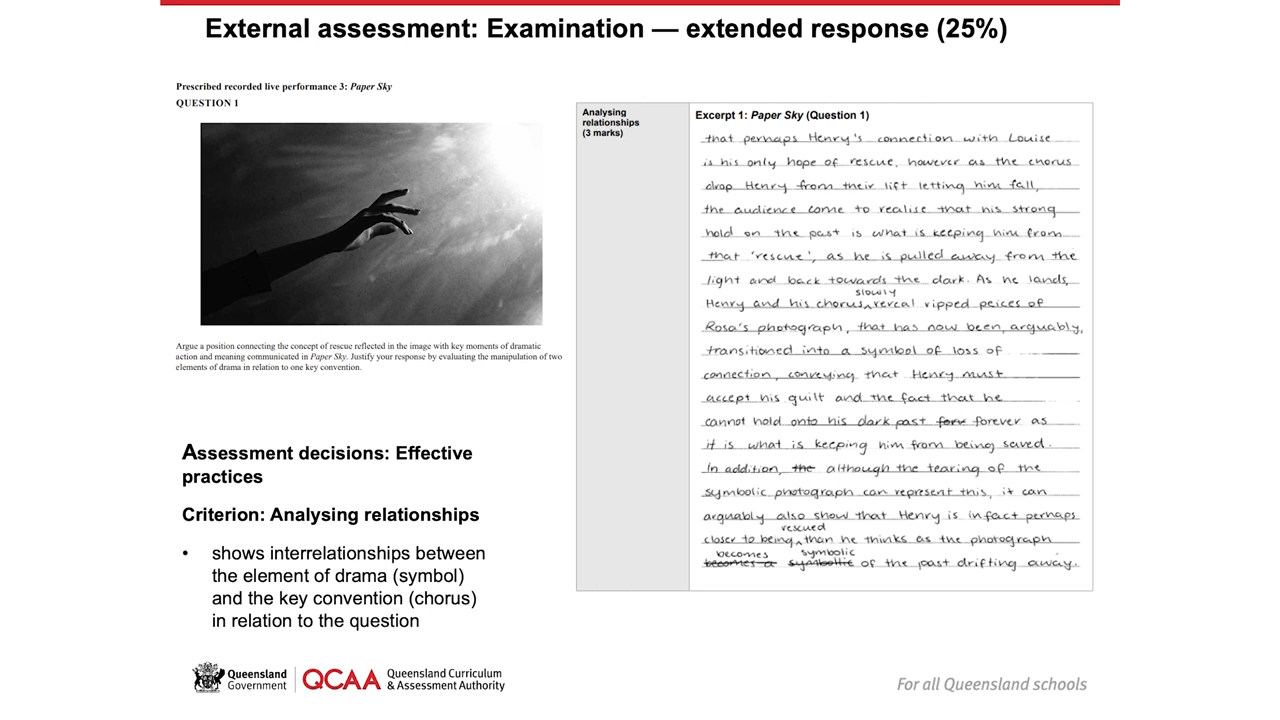 External assessment: Examination — extended response (25%)
Prescribed recorded live performance 3: Paper Sky
QUESTION 1
Argue a position connecting the concept of rescue reflected in the image with key moments of dramatic
action and meaning communicated in Paper Sky. Justify your response by evaluating the manipulation of two
elements of drama in relation to one key convention.
Assessment decisions: Effective
practices
Criterion: Analysing relationships
• shows interrelationships between
the element of drama (symbol)
and the key convention (chorus)
in relation to the question
Analysing
relationships
(3 marks)
Excerpt 1: Paper Sky (Question 1)
that perhaps Henry's connection with Louise
is his only hope of rescue, however as the chorus
drop Henry from their lift letting him fall,
the audience come to realise that his strong
hold on the past is what is keeping him from
that 'rescue', as he is pulled away from the
light and back towards the dark. As he lands,
slowly
Henry and his chorus reveal ripped peices of
Rosa's photograph, that has now been, arguably,
transitioned into a symbol of loss of
connection, conveying that Henry must
accept his guilt and the fact that he
cannot hold onto his dark past forv forever as
it is what is keeping him from being saved.
In addition, the although the tearing of the
symbolic photograph can represent this, it can
arguably also show that Henry is infact perhaps
rescued
closer to being than he thinks as the photograph
becomes symbolic
becomes a symboltic of the past drifting away.
Queensland
Government
QCAA
Queensland Curriculum
& Assessment Authority
For all Queensland schools